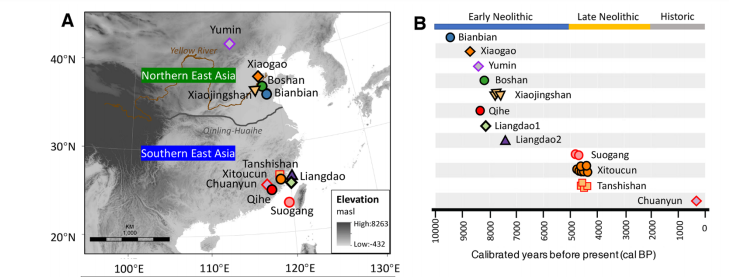 A
Yumin
Yellow River
40°N
Xiaogao
Northern East Asia
Boshan
Xiaojingshan
Bianbian
Qinling-Huaihe
30°N
Southern East Asia
Tanshishan
Xitoucun
Liangdao
Chuanyun
Qihe
Suogang
20°N
KM
1,000
Elevation
masl
High:8263
Low:-432
100°E
110°E
120°E
130°E
B
Early Neolithic
Late Neolithic
Historic
Bianbian
Xiaogao
Yumin
Boshan
Xiaojingshan
Qihe
Liangdao1
Liangdao2
Suogang
Xitoucun
Tanshishan
Chuanyun
10000
9000
8000
7000
6000
5000
4000
3000
2000
1000
0
Calibrated years before present (cal BP)